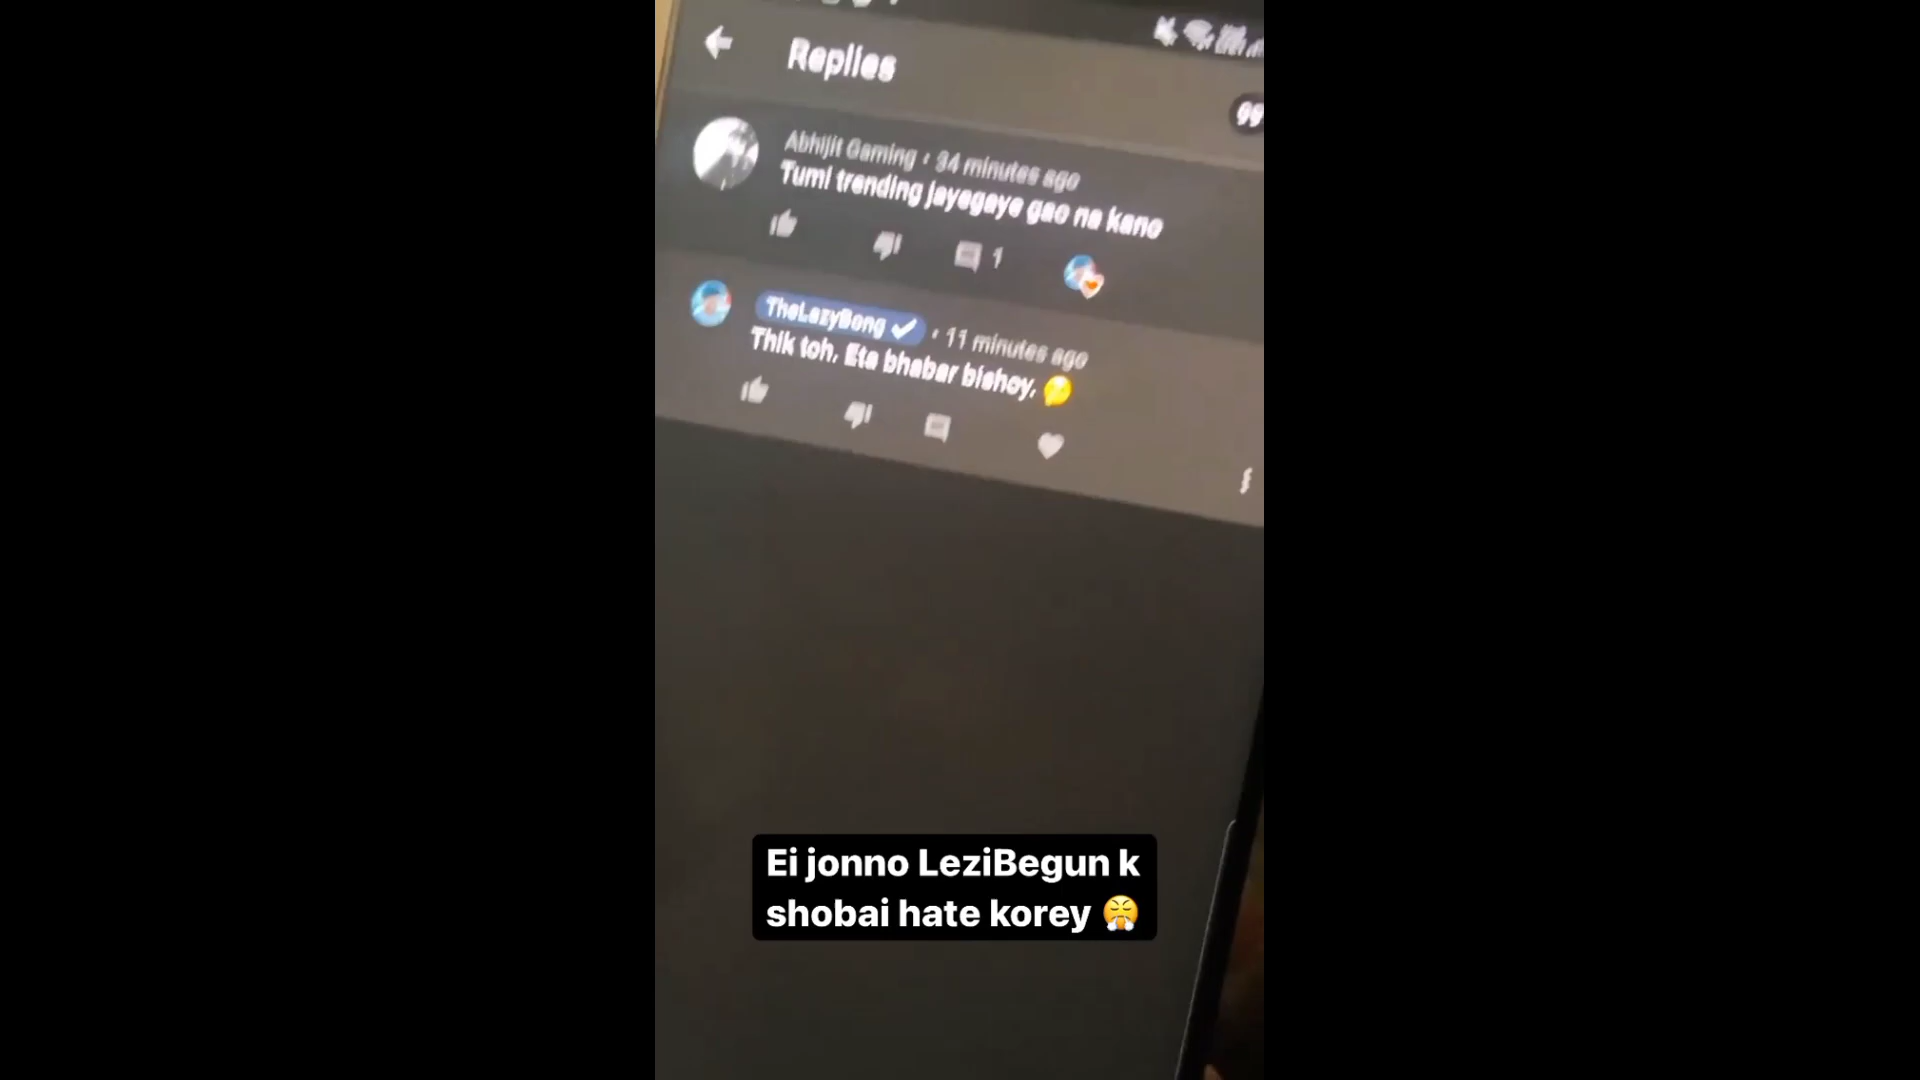 Replies
Abhijit Gaming • 34 minutes ago
Tumi trending jayagaye gao na kano
1
TheLazyBong ✔ • 11 minutes ago
Thik toh. Eta bhabar bishoy. 🤔
Ei jonno LeziBegun k
shobai hate korey 😤